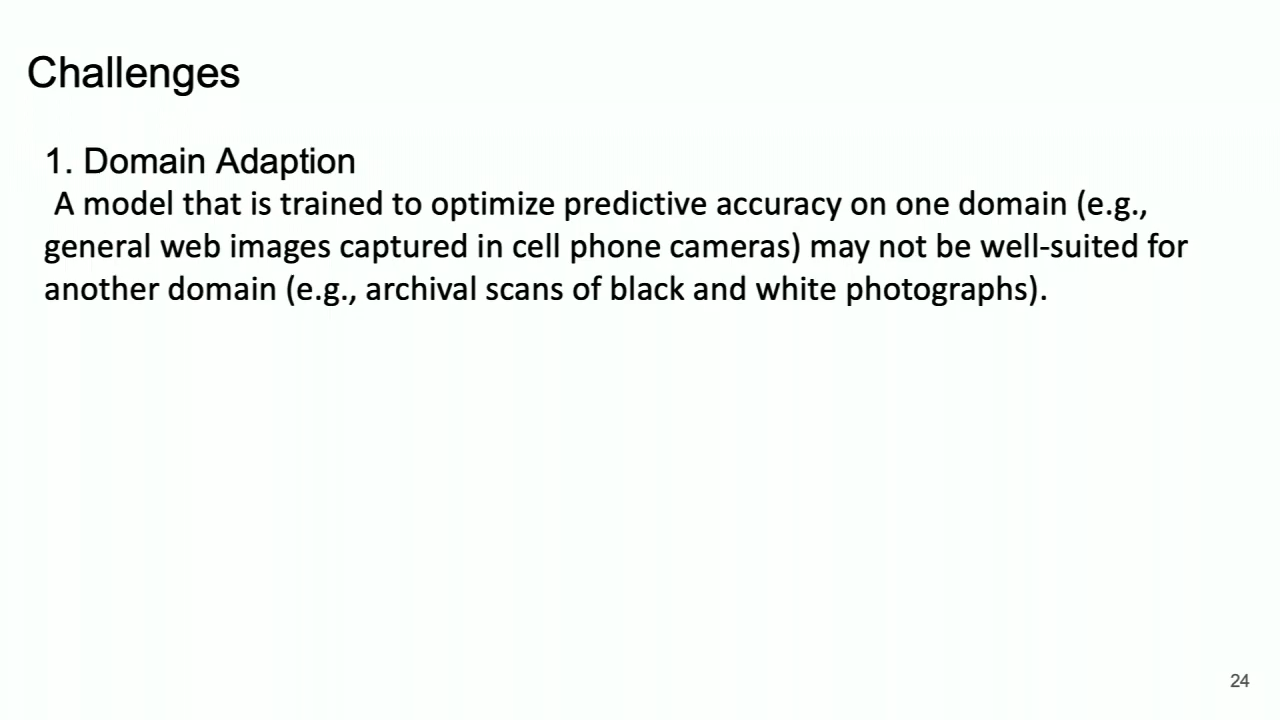 Challenges
1. Domain Adaption
A model that is trained to optimize predictive accuracy on one domain (e.g.,
general web images captured in cell phone cameras) may not be well-suited for
another domain (e.g., archival scans of black and white photographs).
24